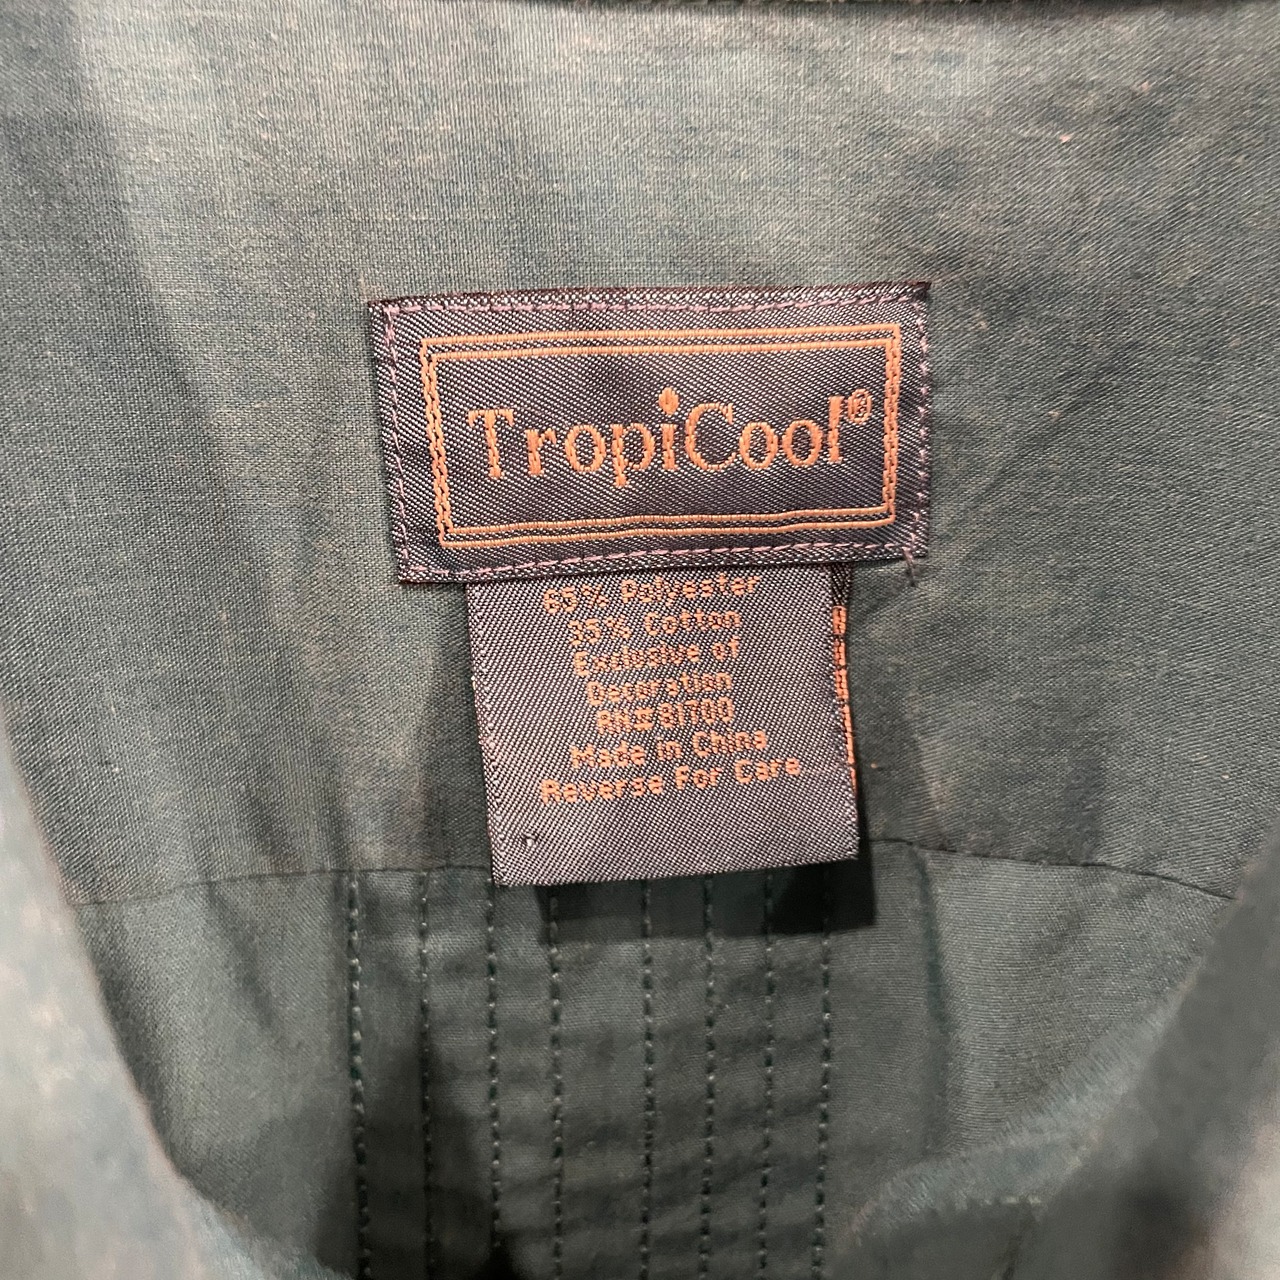 TropiCool®
65% Polyester
35% Cotton
Exclusive of
Decoration
RN#81700
Made In China
Reverse For Care